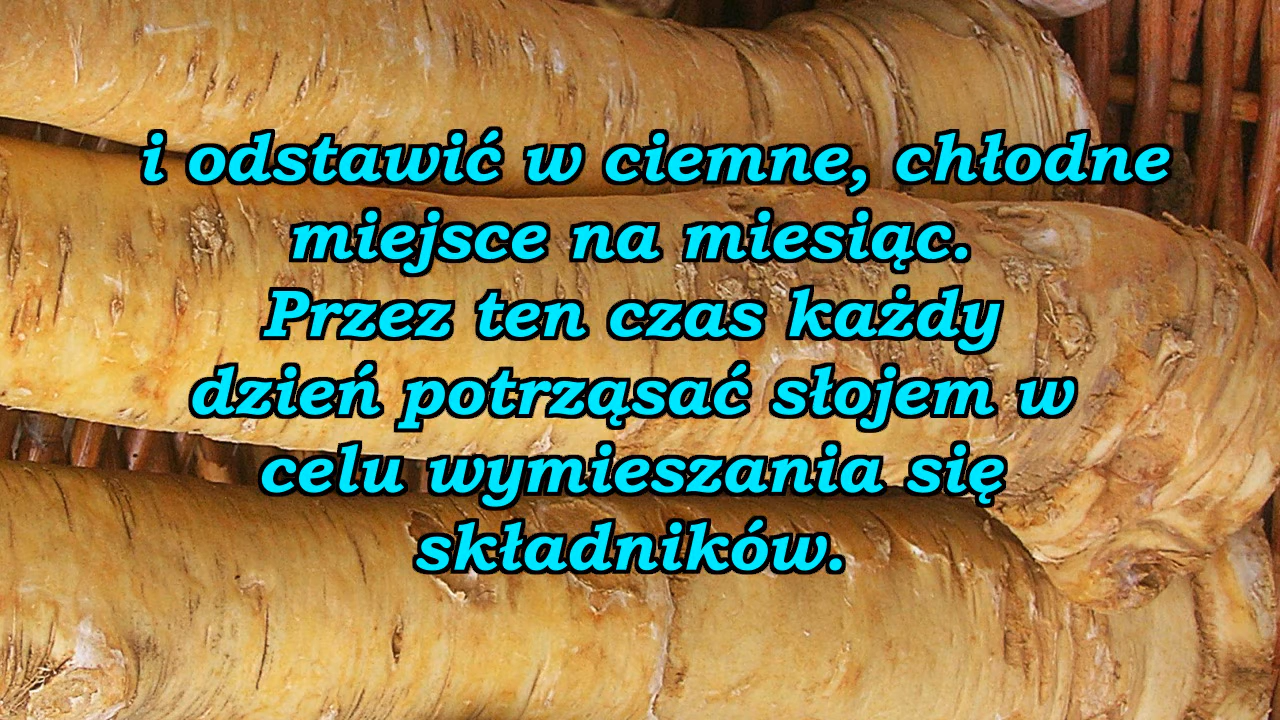 i odstawić w ciemne, chłodne
miejsce na miesiąc.
Przez ten czas każdy
dzień potrząsać słojem w
celu wymieszania się
składników.